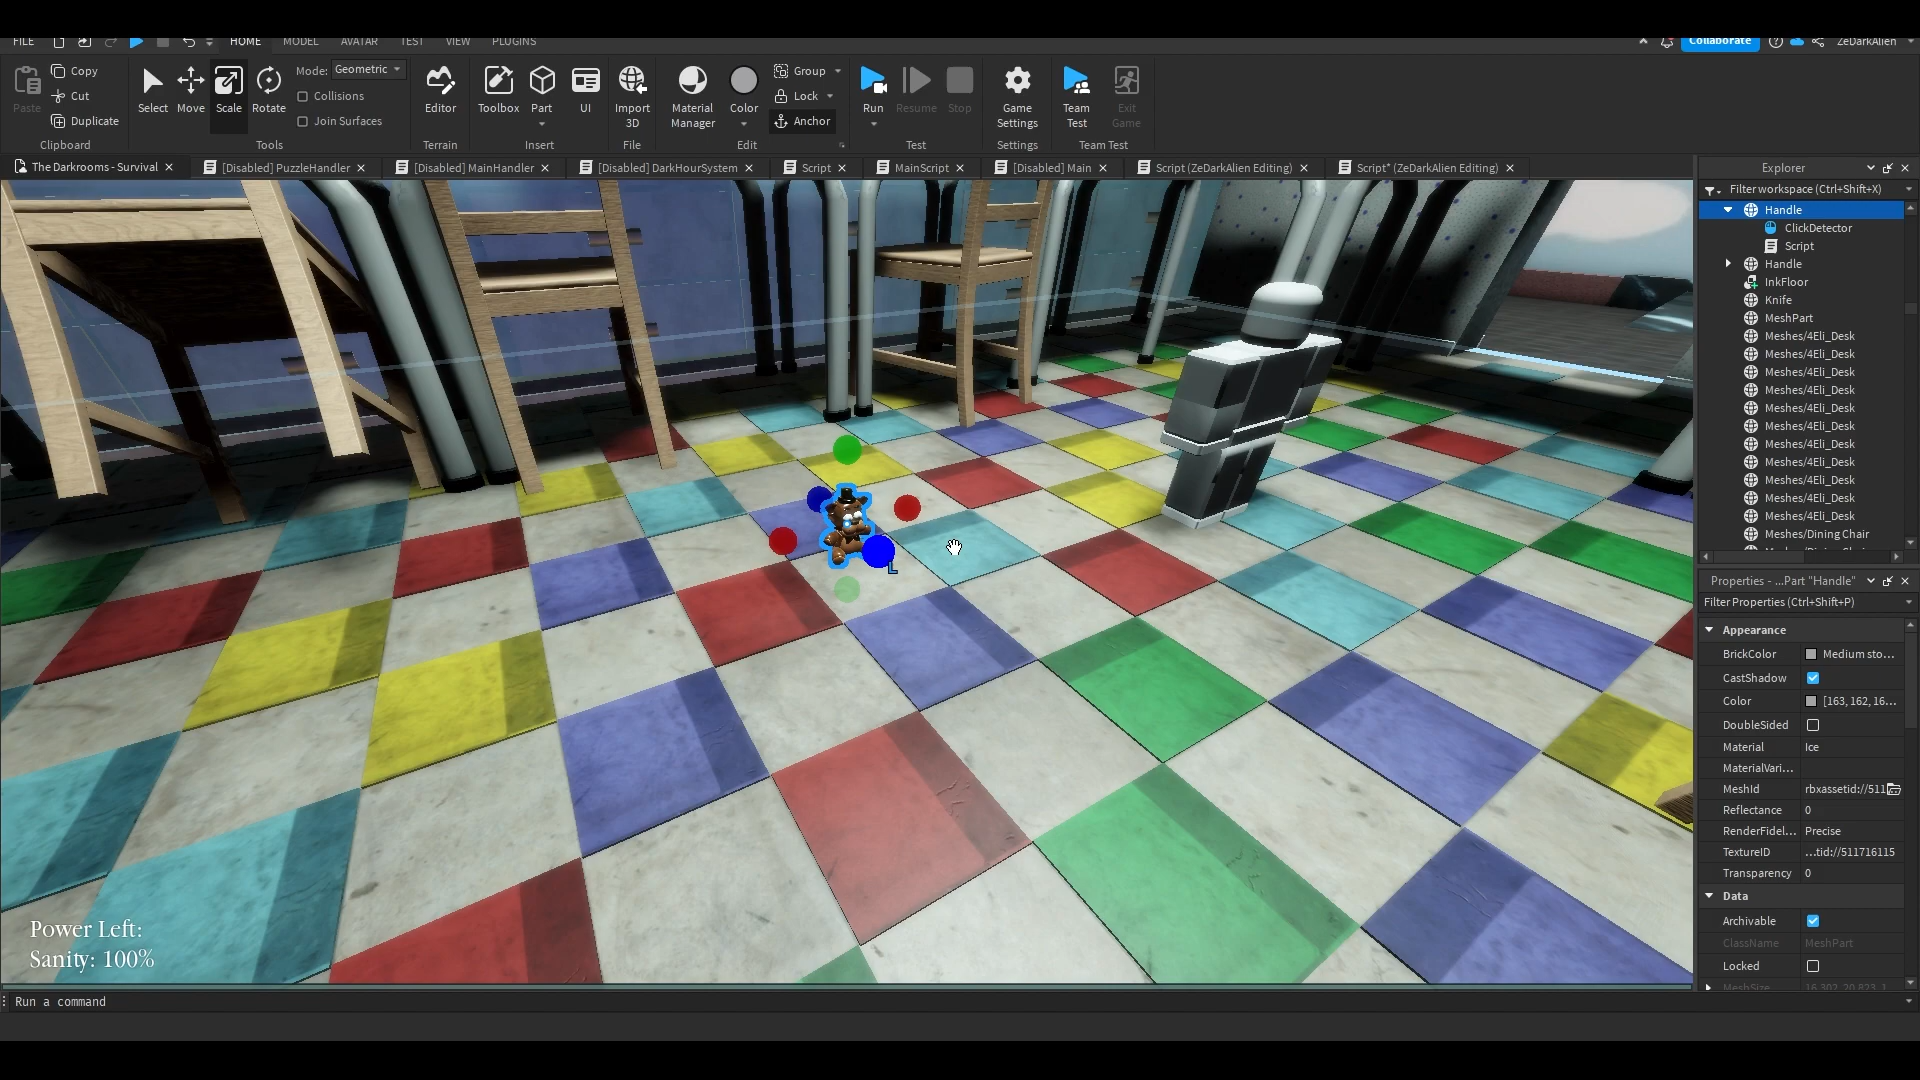 FILE HOME MODEL AVATAR TEST VIEW PLUGINS Collaborate ZeDarkAlien
Copy Mode: Geometric Group
Paste Cut Select Move Scale Rotate Collisions Editor Toolbox Part UI Import 3D Material Manager Color Lock Run Resume Stop Game Settings Team Test Exit Game
Duplicate Join Surfaces Anchor
Clipboard Tools Terrain Insert File Edit Test Settings Team Test
The Darkrooms - Survival [Disabled] PuzzleHandler [Disabled] MainHandler [Disabled] DarkHourSystem Script MainScript [Disabled] Main Script (ZeDarkAlien Editing) Script* (ZeDarkAlien Editing)
Explorer
Filter workspace (Ctrl+Shift+X)
Handle
ClickDetector
Script
Handle
InkFloor
Knife
MeshPart
Meshes/4Eli_Desk
Meshes/4Eli_Desk
Meshes/4Eli_Desk
Meshes/4Eli_Desk
Meshes/4Eli_Desk
Meshes/4Eli_Desk
Meshes/4Eli_Desk
Meshes/4Eli_Desk
Meshes/4Eli_Desk
Meshes/4Eli_Desk
Meshes/4Eli_Desk
Meshes/Dining Chair
Properties - ...Part "Handle"
Filter Properties (Ctrl+Shift+P)
Appearance
BrickColor Medium sto...
CastShadow
Color [163, 162, 16...
DoubleSided
Material Ice
MaterialVari...
MeshId rbxassetid://511
Reflectance 0
RenderFidel... Precise
TextureID ...tid://511716115
Transparency 0
Data
Archivable
ClassName MeshPart
Locked
L
Power Left:
Sanity: 100%
Run a command